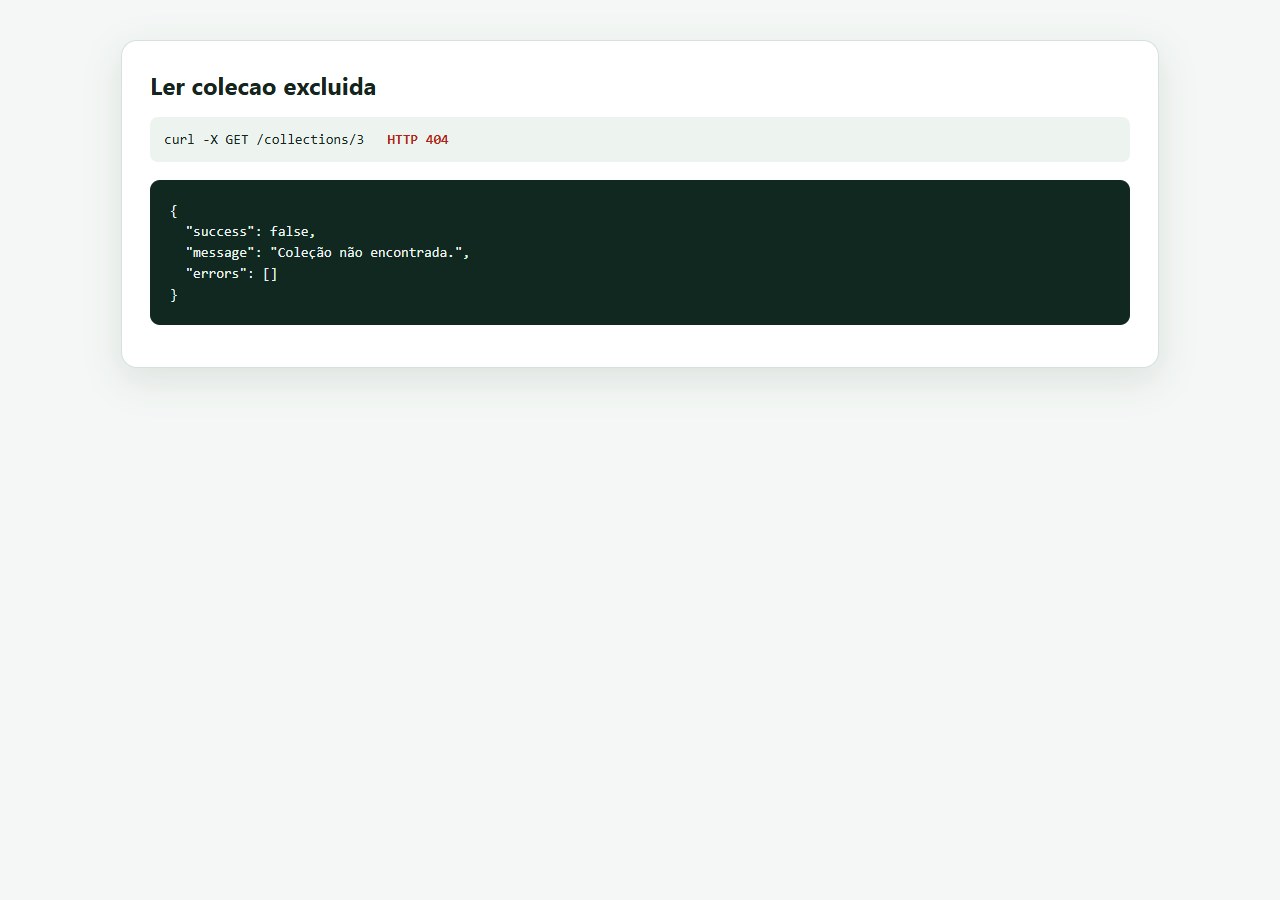 Ler colecao excluida
curl -X GET /collections/3   HTTP 404
{
  "success": false,
  "message": "Coleção não encontrada.",
  "errors": []
}